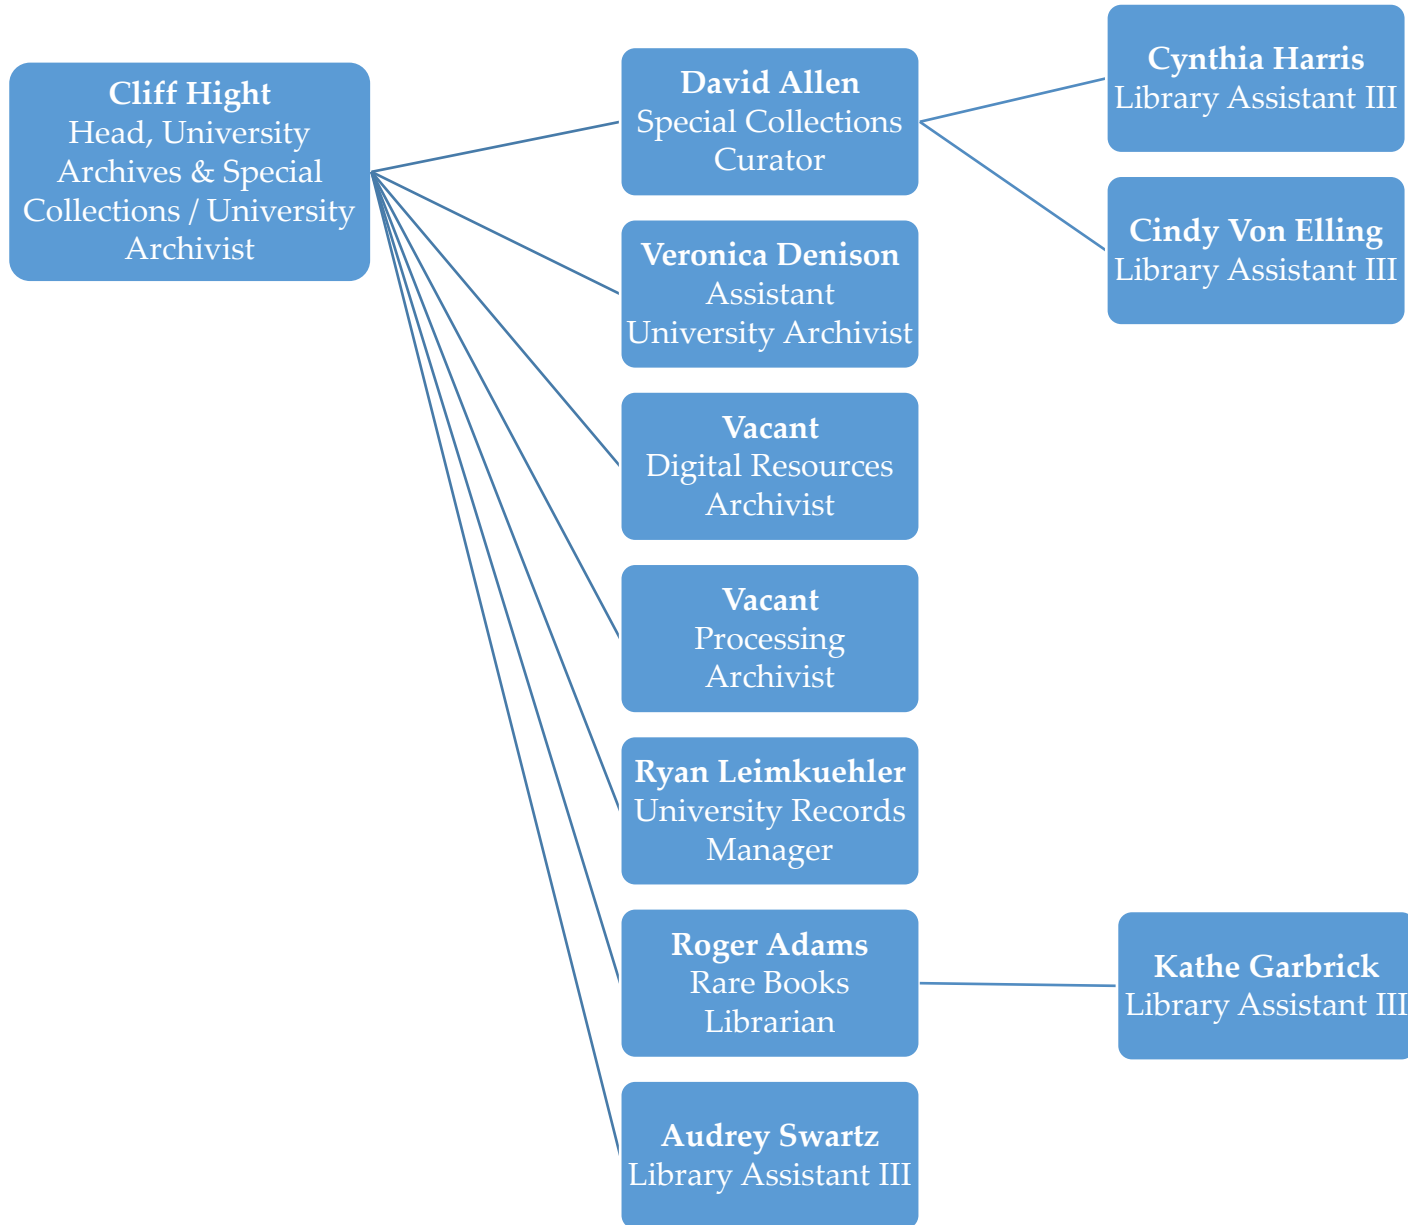 Cliff Hight
Head, University
Archives & Special
Collections / University
Archivist
David Allen
Special Collections
Curator
Cynthia Harris
Library Assistant III
Cindy Von Elling
Library Assistant III
Veronica Denison
Assistant
University Archivist
Vacant
Digital Resources
Archivist
Vacant
Processing
Archivist
Ryan Leimkuehler
University Records
Manager
Roger Adams
Rare Books
Librarian
Kathe Garbrick
Library Assistant III
Audrey Swartz
Library Assistant III